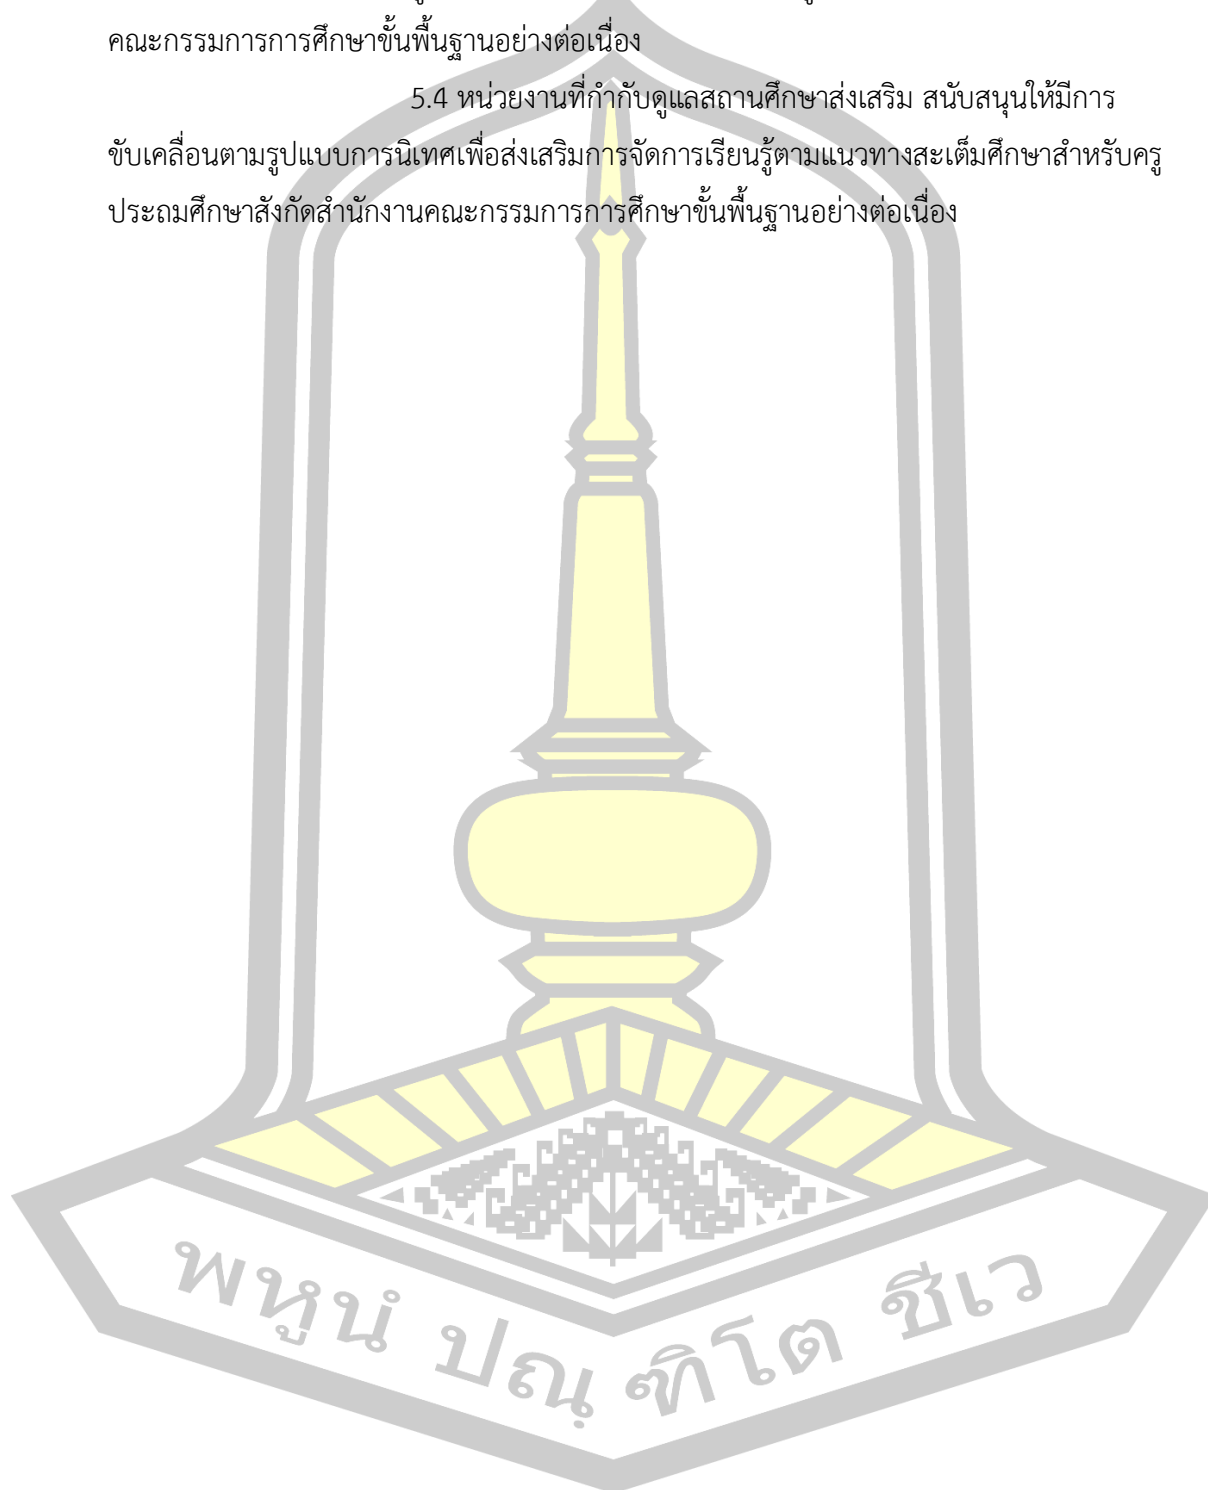 คณะกรรมการการศึกษาขั้นพื้นฐานอย่างต่อเนื่อง
5.4 หน่วยงานที่กำกับดูแลสถานศึกษาส่งเสริม สนับสนุนให้มีการ
ขับเคลื่อนตามรูปแบบการนิเทศเพื่อส่งเสริมการจัดการเรียนรู้ตามแนวทางสะเต็มศึกษาสำหรับครู
ประถมศึกษาสังกัดสำนักงานคณะกรรมการการศึกษาขั้นพื้นฐานอย่างต่อเนื่อง
พหูนํ ปณฺฑิโต ชีเว